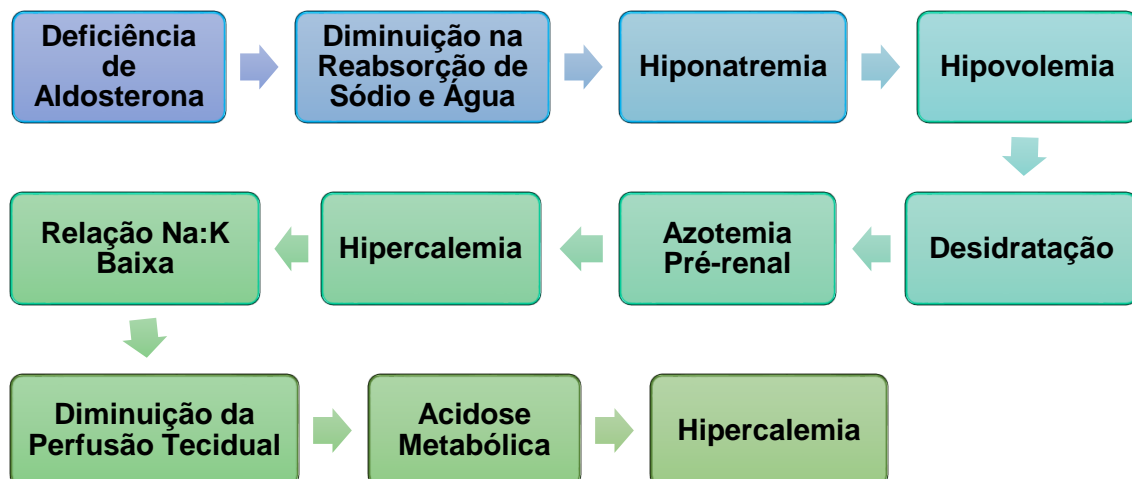 Deficiência
de
Aldosterona
Diminuição na
Reabsorção de
Sódio e Água
Hiponatremia
Hipovolemia
Desidratação
Azotemia
Pré-renal
Hipercalemia
Relação Na:K
Baixa
Diminuição da
Perfusão Tecidual
Acidose
Metabólica
Hipercalemia